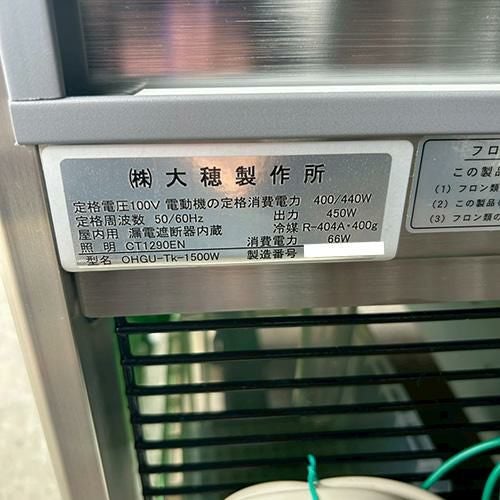 ㈱ 大穂製作所
定格電圧100V 電動機の定格消費電力 400/440W
定格周波数 50/60Hz 出力 450W
屋内用 漏電遮断器内蔵 冷媒 R-404A・400g
照明 CT1290EN 消費電力 66W
型名 OHGU-Tk-1500W 製造番号
フロ
この製品
(1) フロン類
(2) この製品
(3) フロン類の